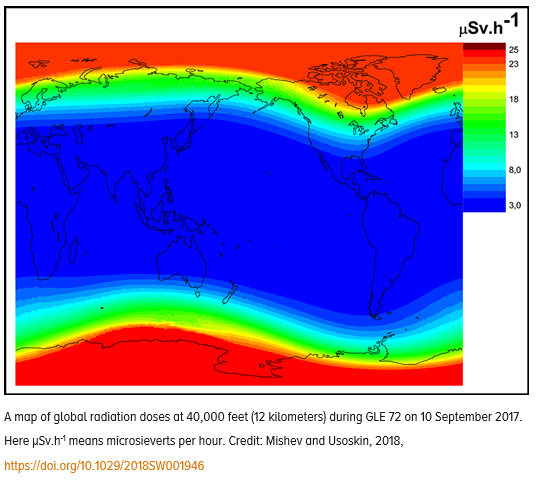 μSv.h-1
25
23
18
13
8,0
3,0
A map of global radiation doses at 40,000 feet (12 kilometers) during GLE 72 on 10 September 2017.
Here μSv.h-1 means microsieverts per hour. Credit: Mishev and Usoskin, 2018,
https://doi.org/10.1029/2018SW001946